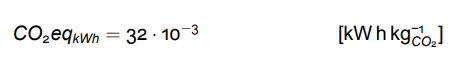 CO₂eq_kWh = 32 · 10⁻³ [kW h kg⁻¹_CO₂]